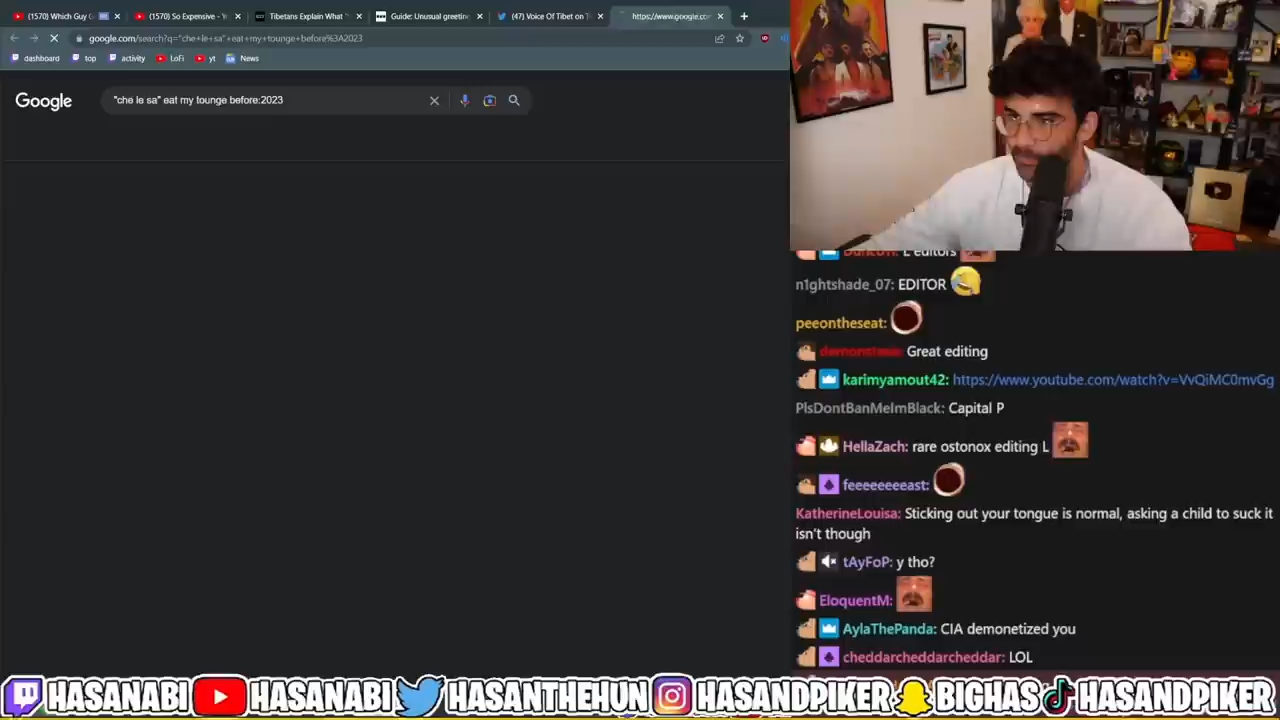 (1570) Which Guy G
(1570) So Expensive - V
Tibetans Explain What "
Guide: Unusual greetin
(47) Voice Of Tibet on T
https://www.google.co
google.com/search?q="che+le+sa"+eat+my+tounge+before%3A2023
dashboard
top
activity
LoFi
yt
News
Google
"che le sa" eat my tounge before:2023
L editors
n1ghtshade_07: EDITOR
peeontheseat:
Great editing
karimyamout42: https://www.youtube.com/watch?v=VvQiMC0mvGg
PlsDontBanMeImBlack: Capital P
HellaZach: rare ostonox editing L
feeeeeeeeast:
KatherineLouisa: Sticking out your tongue is normal, asking a child to suck it
isn't though
tAyFoP: y tho?
EloquentM:
AylaThePanda: CIA demonetized you
cheddarcheddarcheddar: LOL
HASANABI HASANABI HASANTHEHUN HASANDPIKER BIGHAS HASANDPIKER